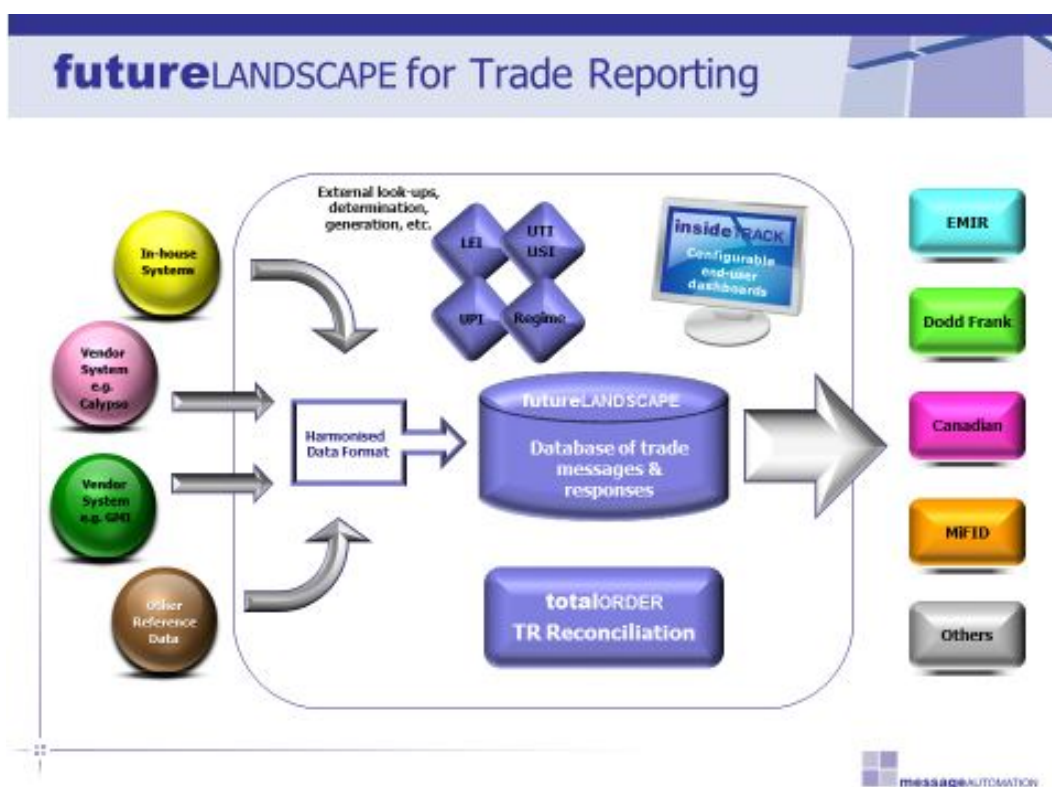 futureLANDSCAPE for Trade Reporting
External look-ups,
determination,
generation, etc.
In-house
Systems
Vendor
System
e.g.
Calypso
Vendor
System
e.g. GMI
Other
Reference
Data
Harmonised
Data Format
LEI
UTI
USI
UPI
Regime
insideTRACK
Configurable
end-user
dashboards
futureLANDSCAPE
Database of trade
messages &
responses
totalORDER
TR Reconciliation
EMIR
Dodd Frank
Canadian
MiFID
Others
messageAUTOMATION